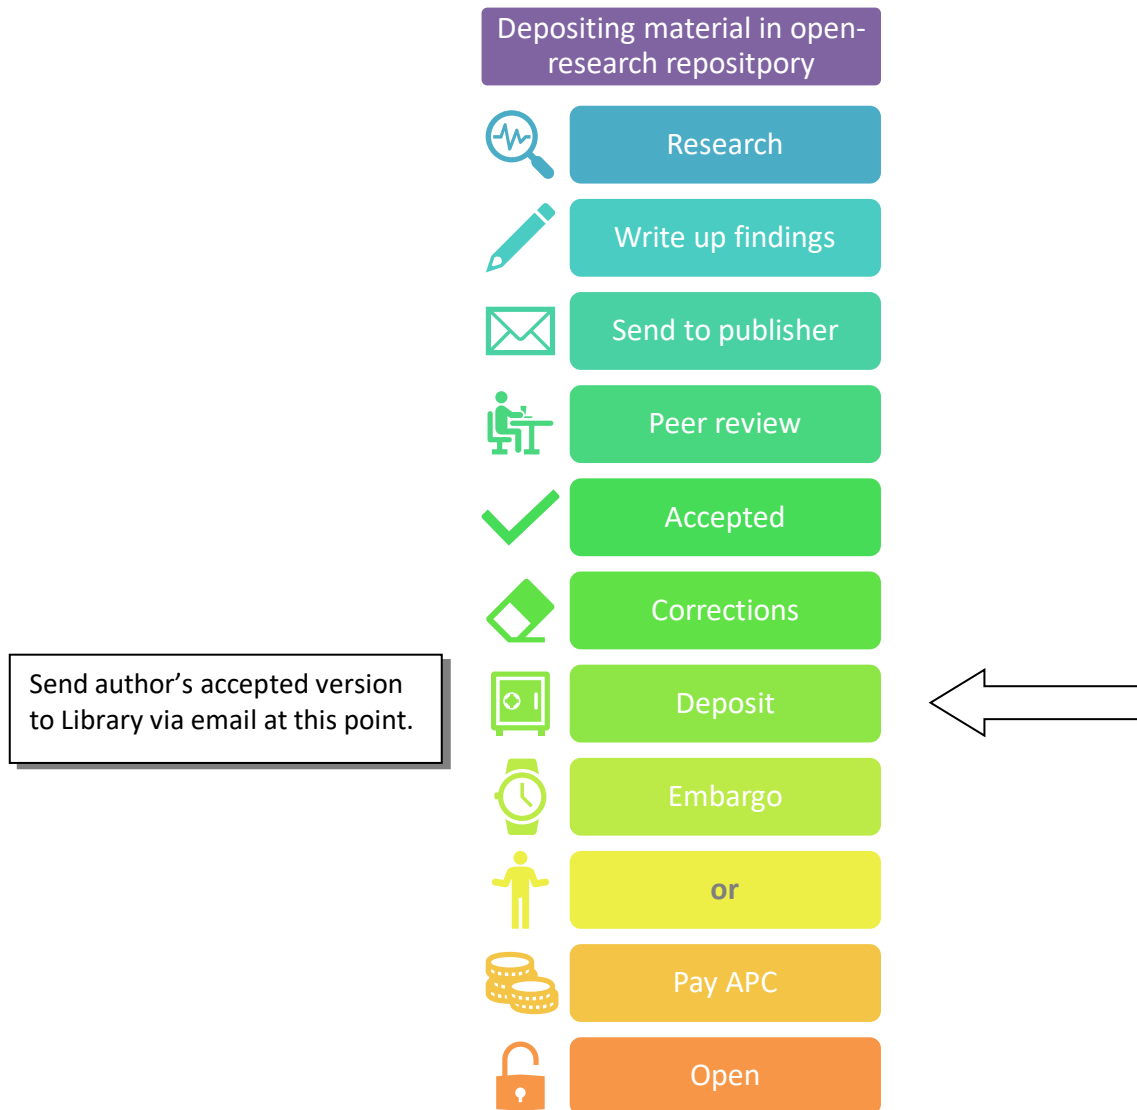 Depositing material in open-
research repositpory
Research
Write up findings
Send to publisher
Peer review
Accepted
Corrections
Send author’s accepted version
to Library via email at this point.
Deposit
Embargo
or
Pay APC
Open